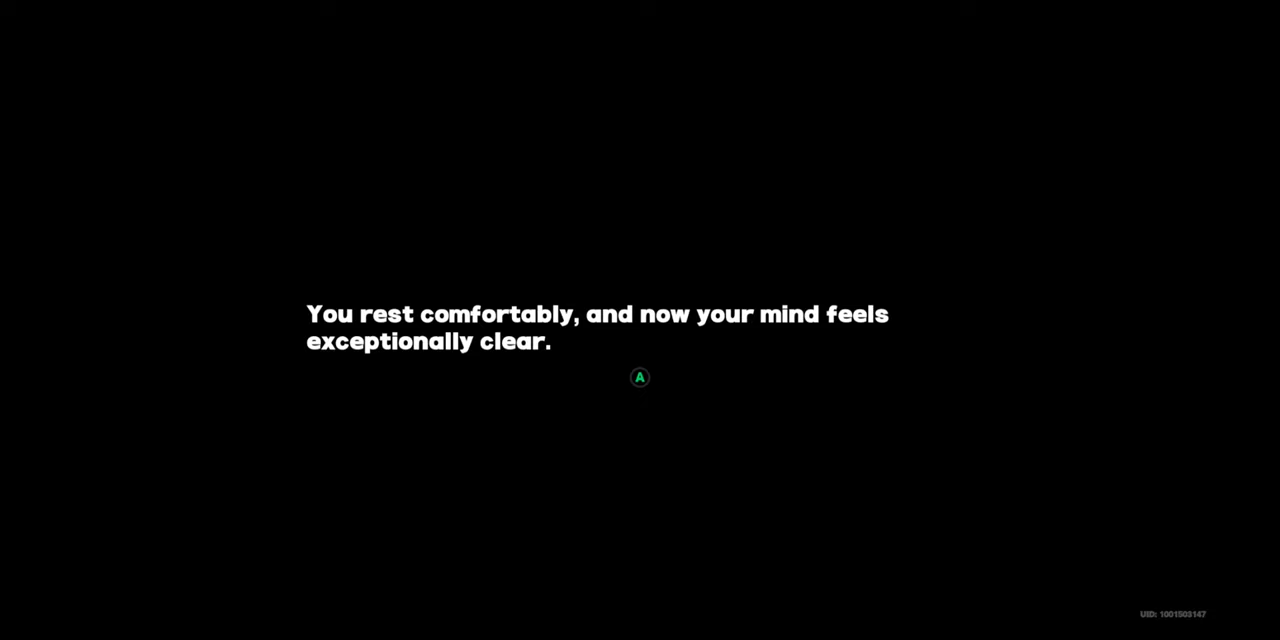 You rest comfortably, and now your mind feels
exceptionally clear.
A
UID: 1001503147